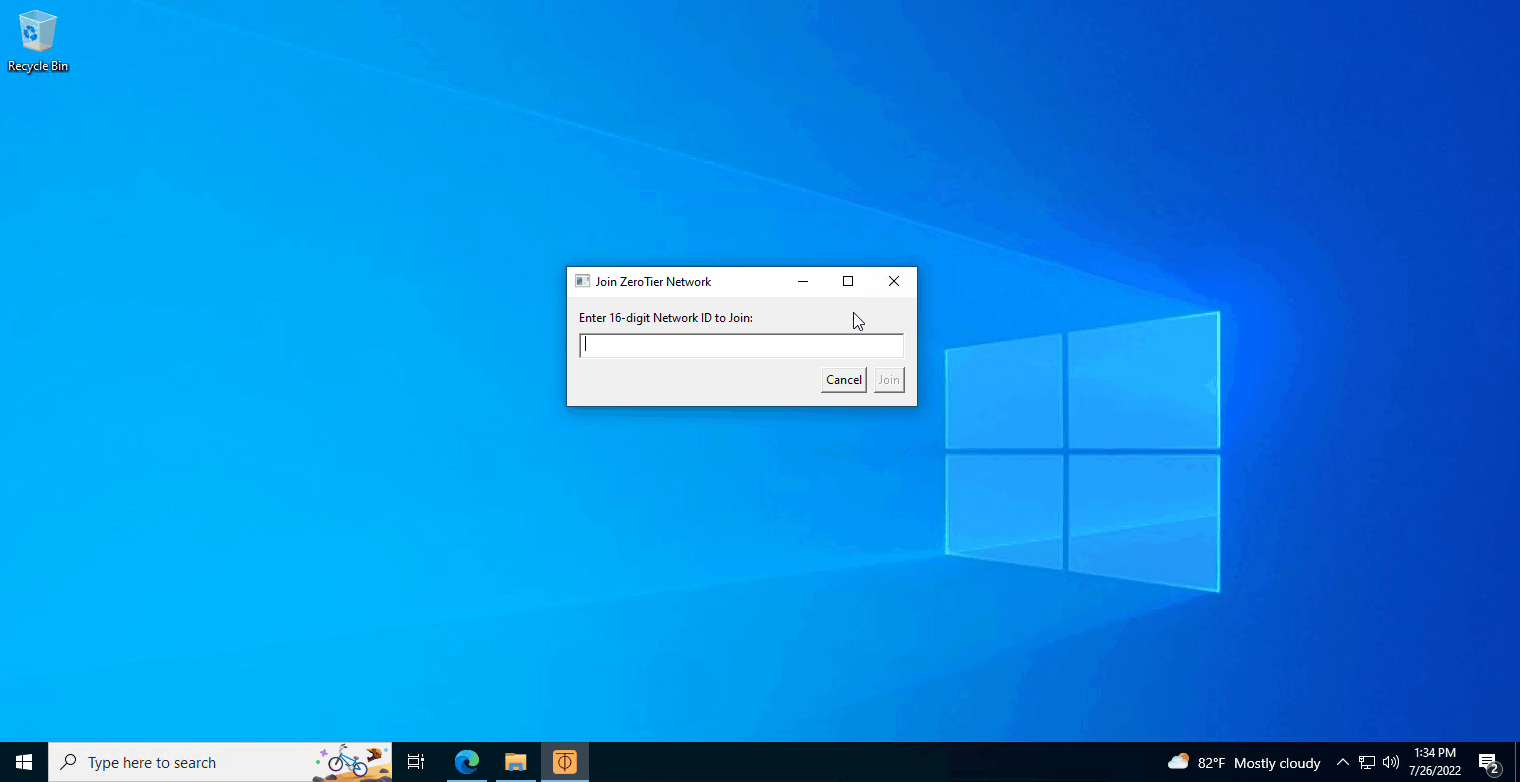 Recycle Bin
Join ZeroTier Network
Enter 16-digit Network ID to Join:
Cancel Join
Type here to search
82°F Mostly cloudy
1:34 PM
7/26/2022
2